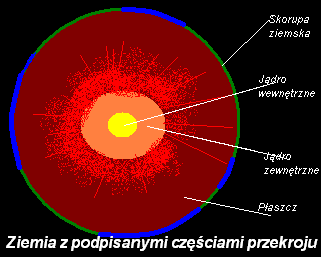 Skorupa
ziemska
Jądro
wewnętrzne
Jądro
zewnętrzne
Płaszcz
Ziemia z podpisanymi częściami przekroju